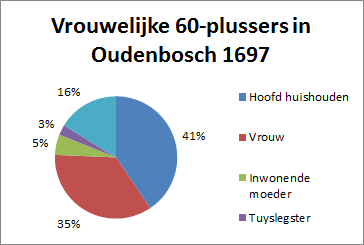 Vrouwelijke 60-plussers in
Oudenbosch 1697
16%
3%
5%
35%
41%
Hoofd huishouden
Vrouw
Inwonende
moeder
Tuyslegster